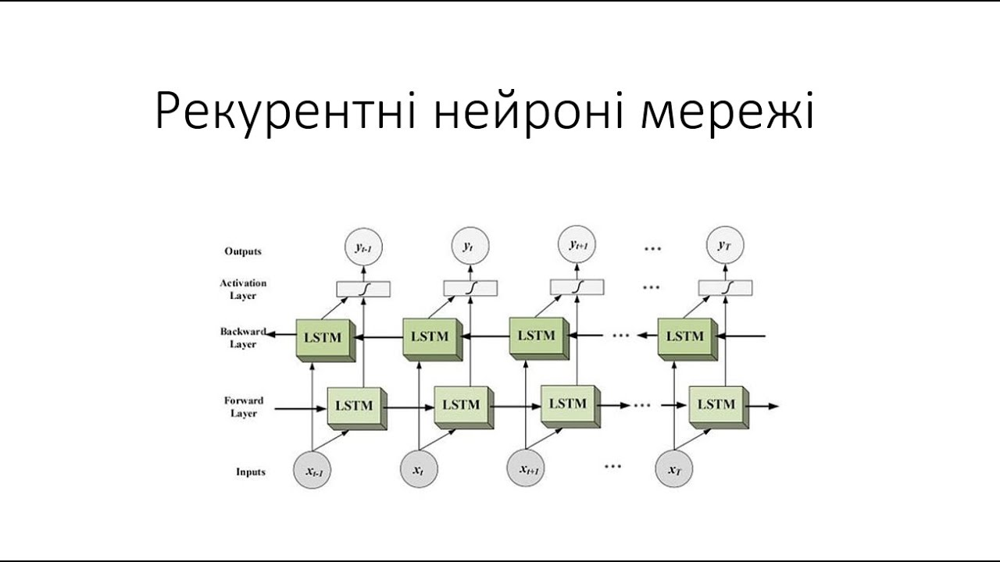 Рекурентні нейроні мережі
Outputs y_{t-1} y_t y_{t+1} ... y_T
Activation ∫ ∫ ∫ ... ∫
Layer
Backward LSTM LSTM LSTM ... LSTM
Layer
Forward LSTM LSTM LSTM ... LSTM
Layer
Inputs x_{t-1} x_t x_{t+1} ... x_T